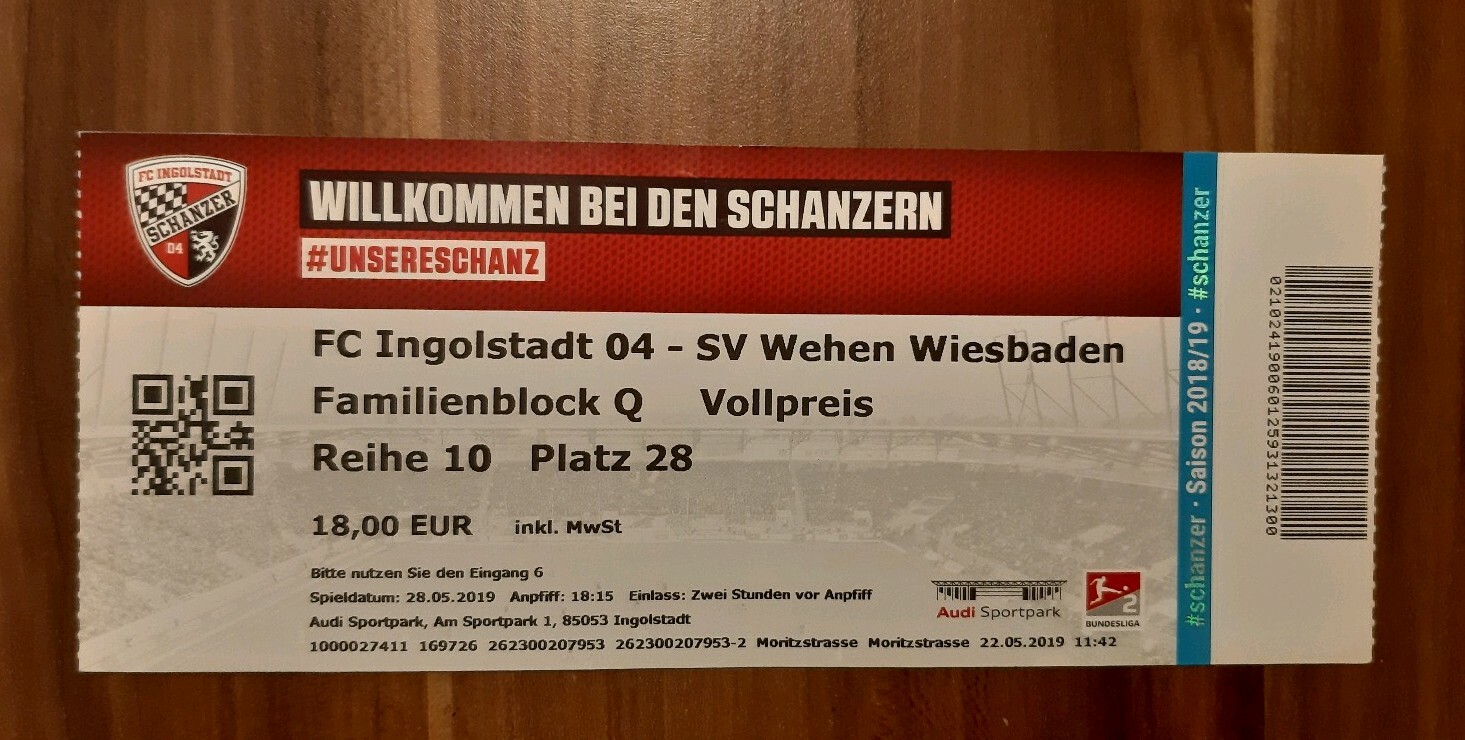 FC INGOLSTADT
SCHANZER
04
WILLKOMMEN BEI DEN SCHANZERN
#UNSERESCHANZ
FC Ingolstadt 04 - SV Wehen Wiesbaden
Familienblock Q Vollpreis
Reihe 10 Platz 28
18,00 EUR inkl. MwSt
Bitte nutzen Sie den Eingang 6
Spieldatum: 28.05.2019 Anpfiff: 18:15 Einlass: Zwei Stunden vor Anpfiff
Audi Sportpark, Am Sportpark 1, 85053 Ingolstadt
1000027411 169726 262300207953 262300207953-2 Moritzstrasse Moritzstrasse 22.05.2019 11:42
Audi Sportpark
2
BUNDESLIGA
#schanzer · Saison 2018/19 · #schanzer
02102419006012593132​1300